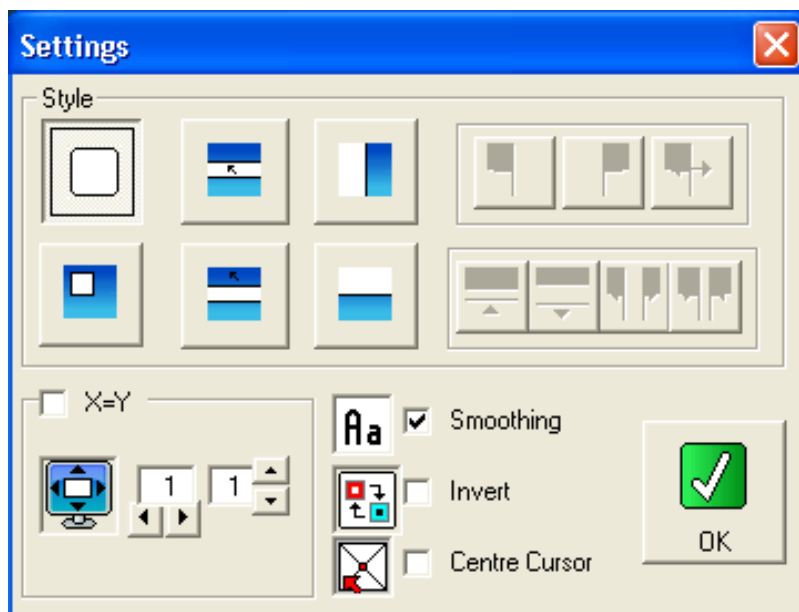 Settings
Style
X=Y
1 1
Aa
Smoothing
Invert
Centre Cursor
OK